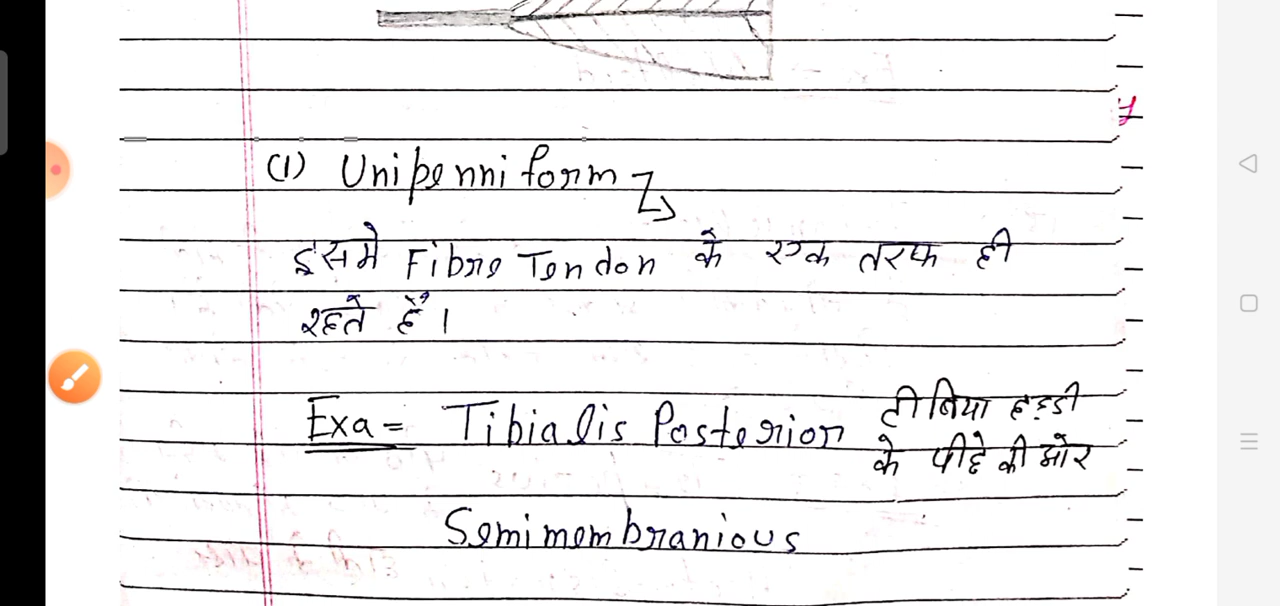 (1) Unipenniform
इसमे Fibre Tendon के एक तरफ ही
रहते हैं।
Exa = Tibialis Posterior टीबिया हड्डी
के पीछे की ओर
Semimembranious